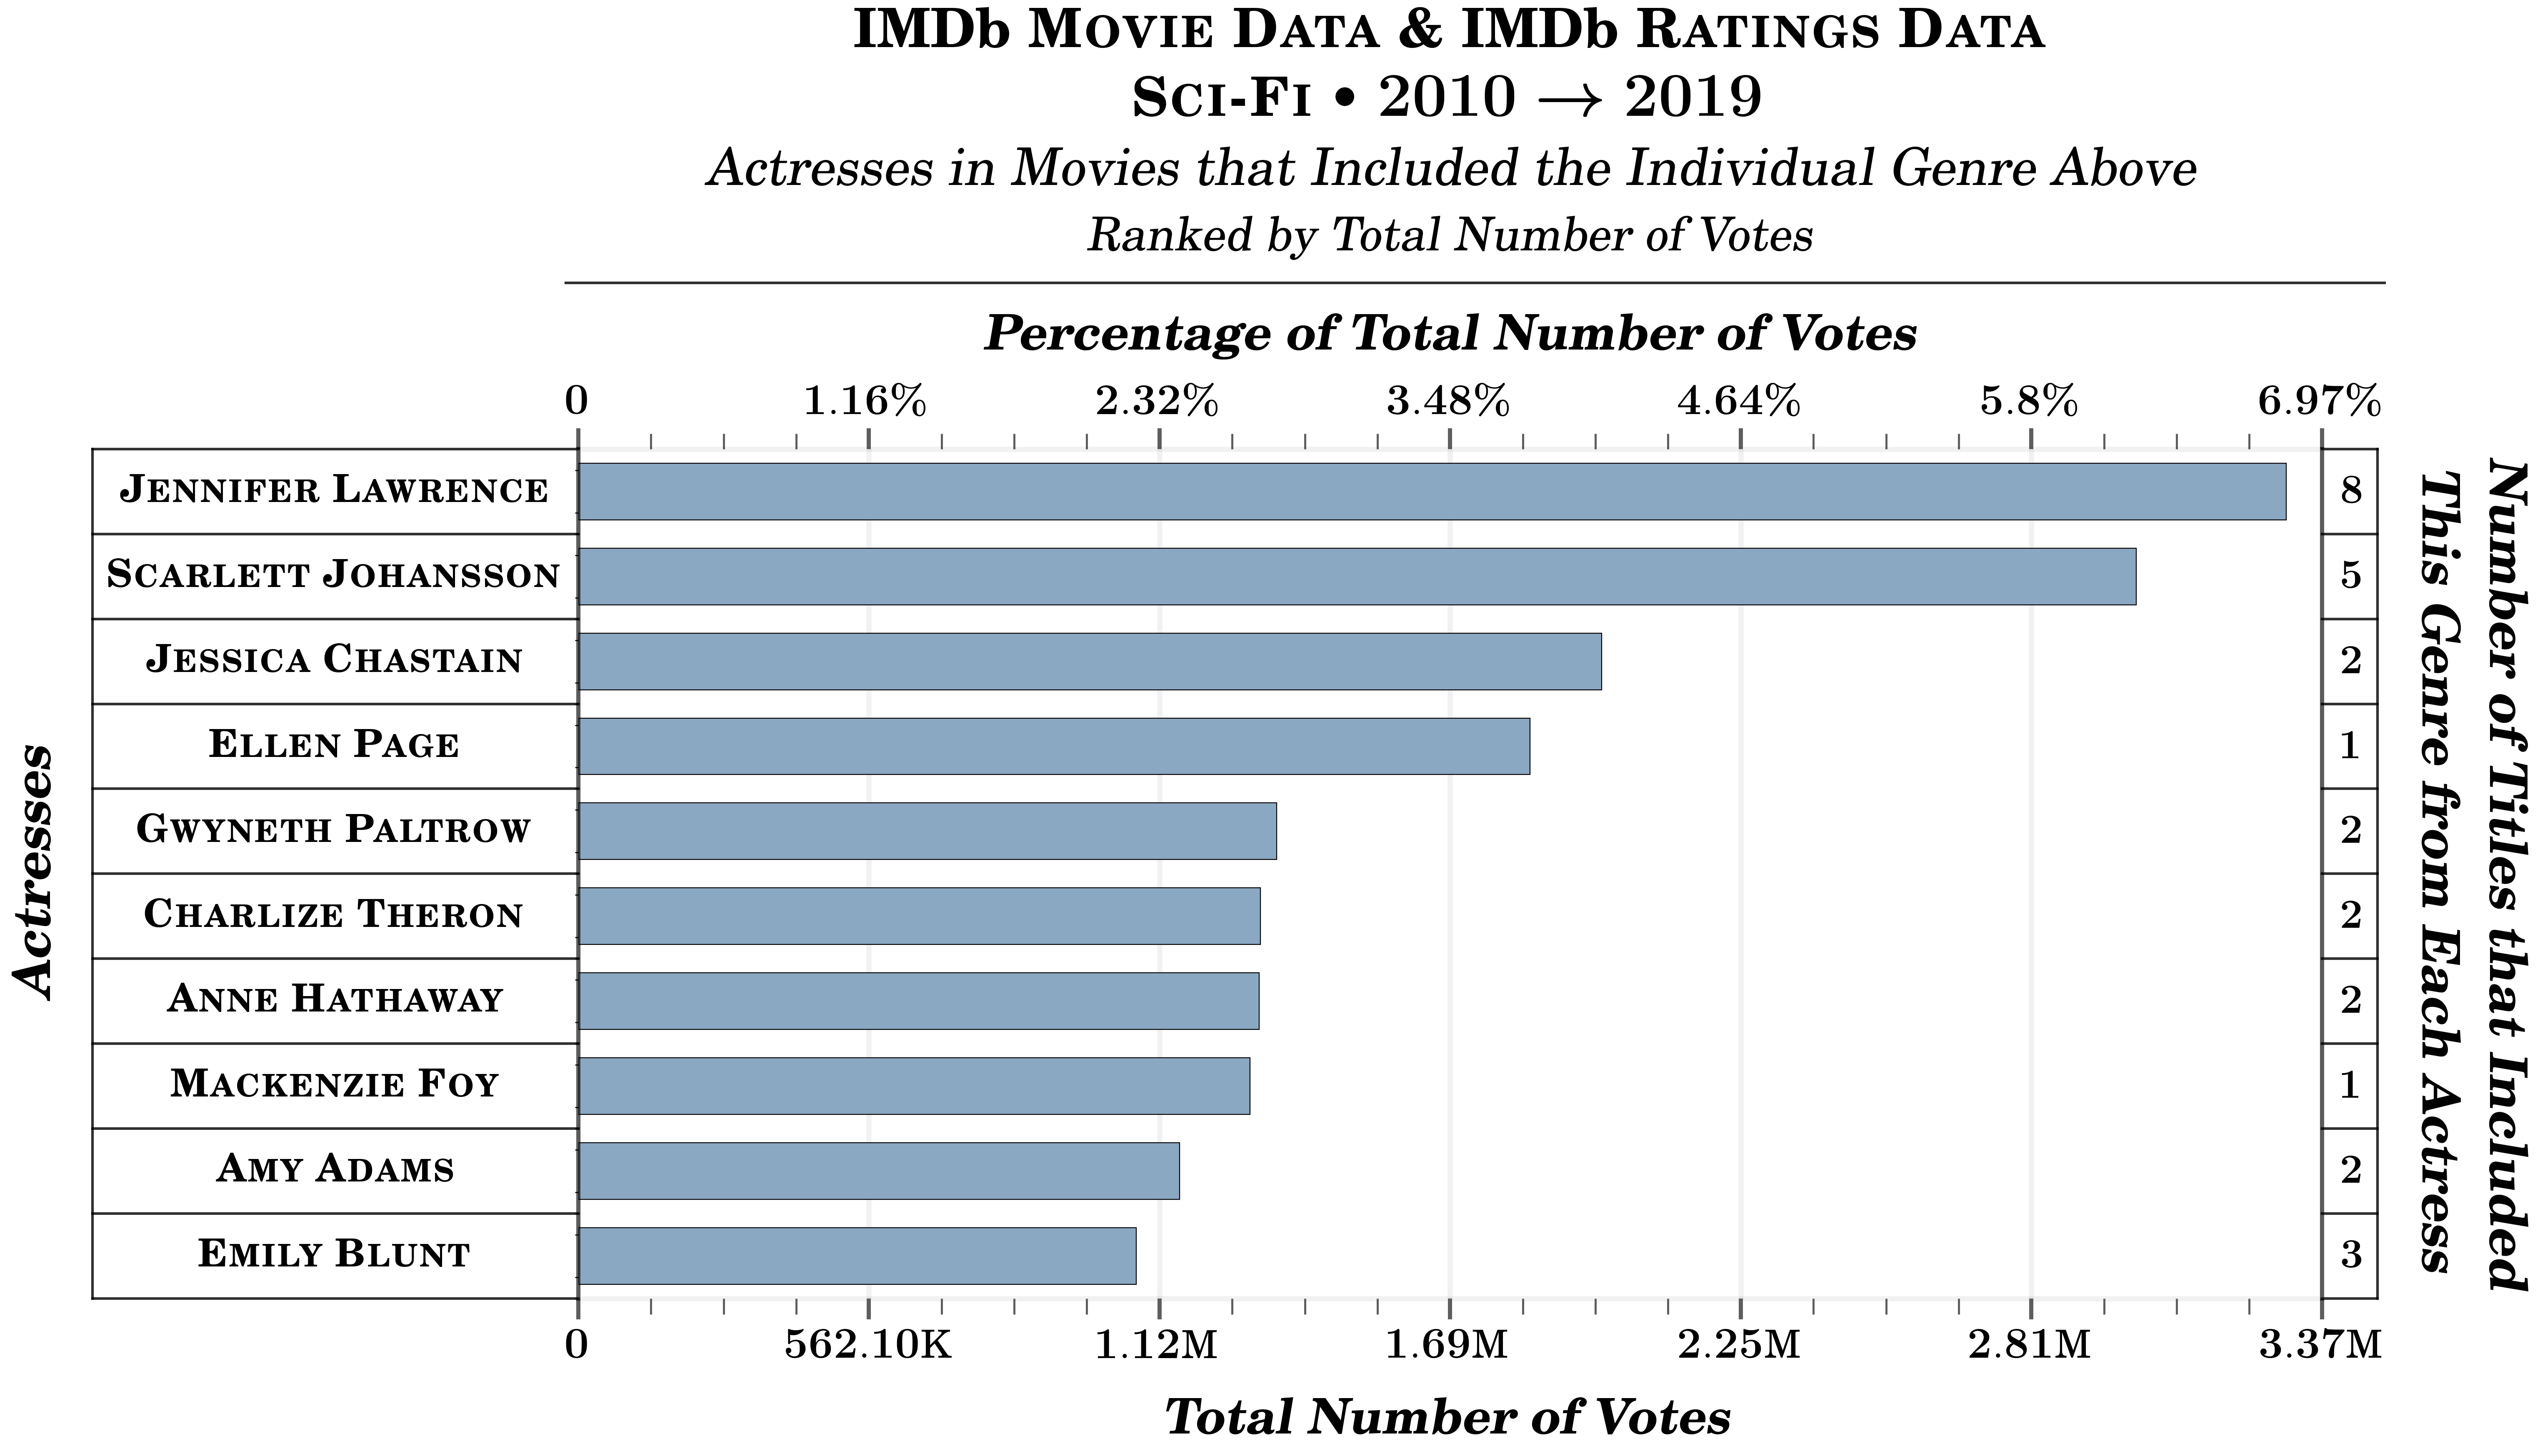 IMDb Movie Data & IMDb Ratings Data
Sci-Fi • 2010 → 2019
Actresses in Movies that Included the Individual Genre Above
Ranked by Total Number of Votes
Percentage of Total Number of Votes
0 1.16% 2.32% 3.48% 4.64% 5.8% 6.97%
Actresses
Jennifer Lawrence 8
Scarlett Johansson 5
Jessica Chastain 2
Ellen Page 1
Gwyneth Paltrow 2
Charlize Theron 2
Anne Hathaway 2
Mackenzie Foy 1
Amy Adams 2
Emily Blunt 3
Number of Titles that Included
This Genre from Each Actress
0 562.10K 1.12M 1.69M 2.25M 2.81M 3.37M
Total Number of Votes